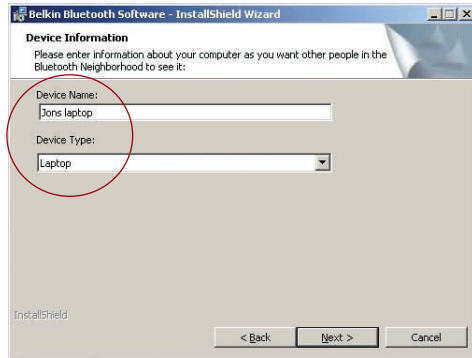 Belkin Bluetooth Software - InstallShield Wizard
Device Information
Please enter information about your computer as you want other people in the
Bluetooth Neighborhood to see it:
Device Name:
Jons laptop
Device Type:
Laptop
InstallShield
< Back Next > Cancel